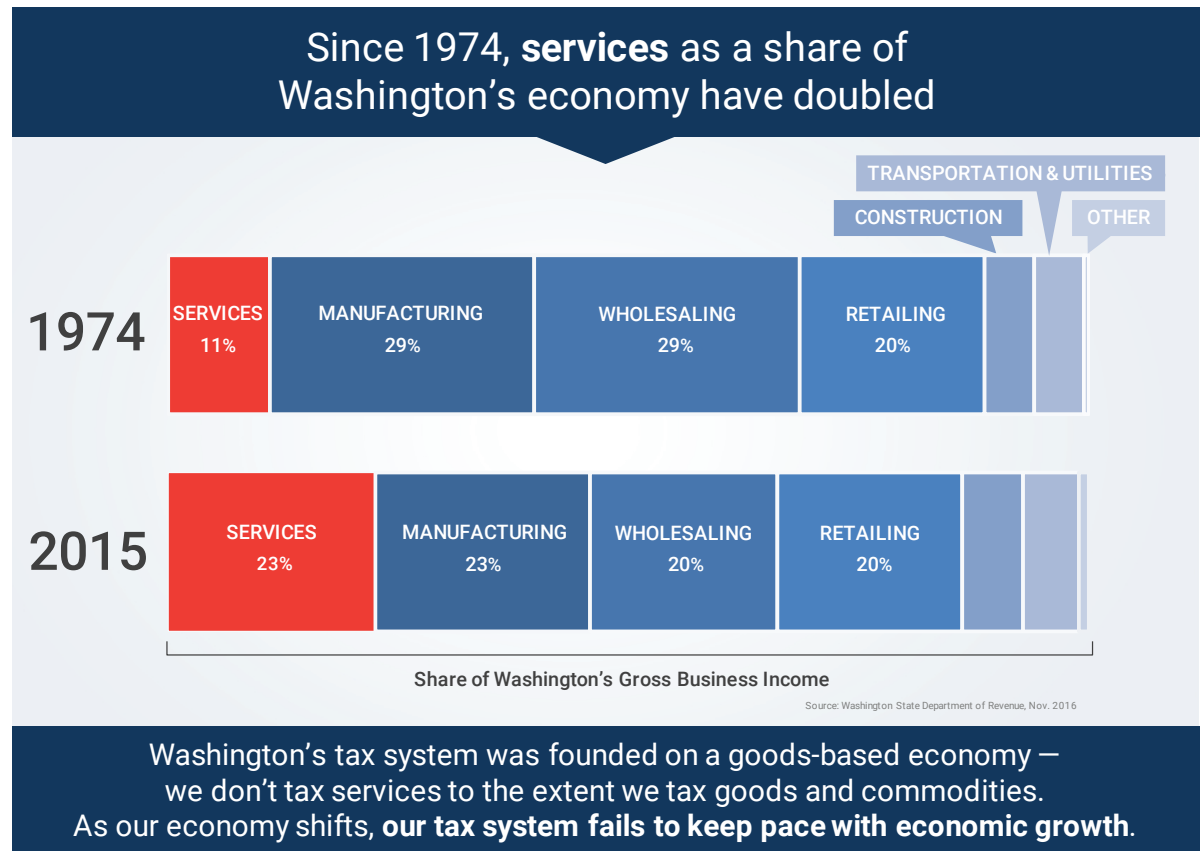 Since 1974, services as a share of
Washington’s economy have doubled
TRANSPORTATION & UTILITIES
CONSTRUCTION
OTHER
1974
SERVICES
11%
MANUFACTURING
29%
WHOLESALING
29%
RETAILING
20%
2015
SERVICES
23%
MANUFACTURING
23%
WHOLESALING
20%
RETAILING
20%
Share of Washington’s Gross Business Income
Source: Washington State Department of Revenue, Nov. 2016
Washington’s tax system was founded on a goods-based economy —
we don’t tax services to the extent we tax goods and commodities.
As our economy shifts, our tax system fails to keep pace with economic growth.